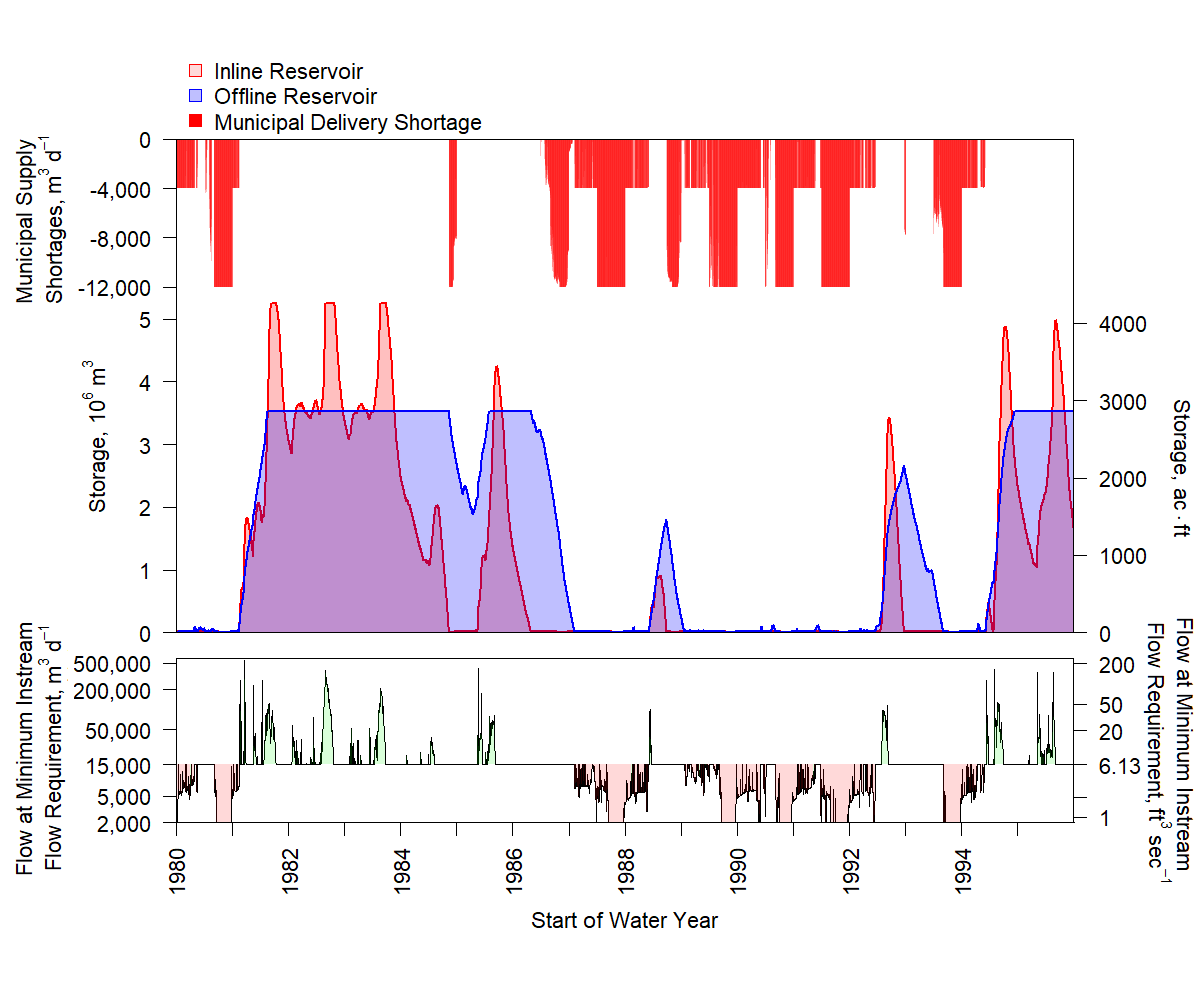 Inline Reservoir
Offline Reservoir
Municipal Delivery Shortage
Municipal Supply
Shortages, m³ d⁻¹
0
-4,000
-8,000
-12,000
Storage, 10⁶ m³
5
4
3
2
1
0
4000
3000
2000
1000
0
Storage, ac · ft
Flow at Minimum Instream
Flow Requirement, m³ d⁻¹
500,000
200,000
50,000
15,000
5,000
2,000
200
50
20
6.13
1
Flow at Minimum Instream
Flow Requirement, ft³ sec⁻¹
1980
1982
1984
1986
1988
1990
1992
1994
Start of Water Year